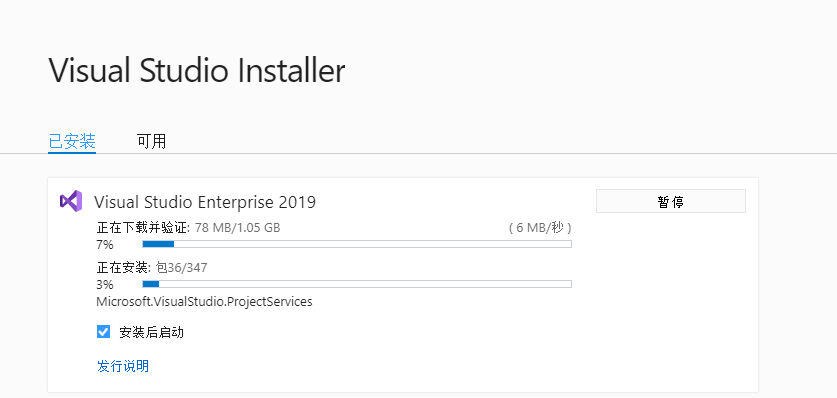 Visual Studio Installer
已安装 可用
Visual Studio Enterprise 2019 暂停
正在下载并验证: 78 MB/1.05 GB ( 6 MB/秒 )
7%
正在安装: 包36/347
3%
Microsoft.VisualStudio.ProjectServices
安装后启动
发行说明